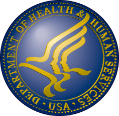 DEPARTMENT OF HEALTH & HUMAN SERVICES
· USA ·